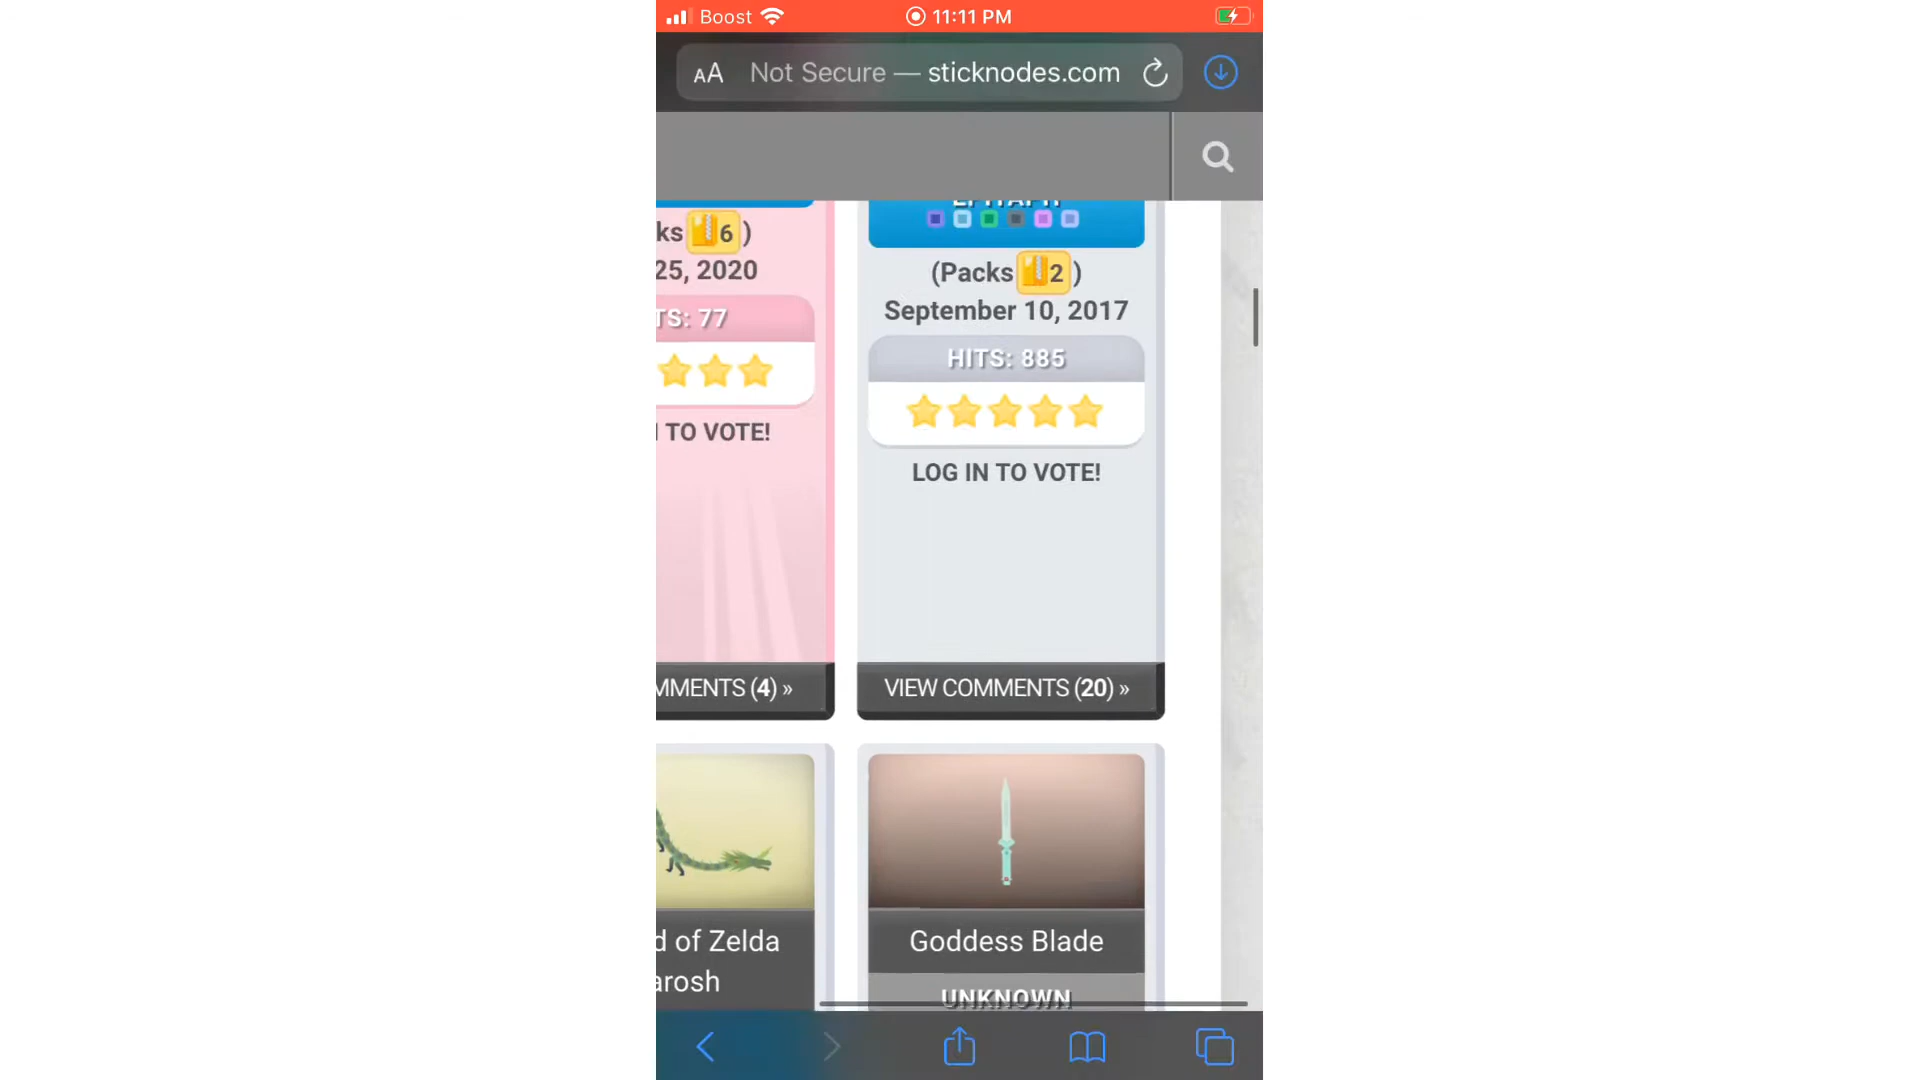 Boost 11:11 PM
AA Not Secure — sticknodes.com
EPITAPH
ks 6 )
(Packs 2 )
25, 2020
September 10, 2017
TS: 77
HITS: 885
TO VOTE!
LOG IN TO VOTE!
MMENTS (4) »
VIEW COMMENTS (20) »
d of Zelda
arosh
Goddess Blade
UNKNOWN